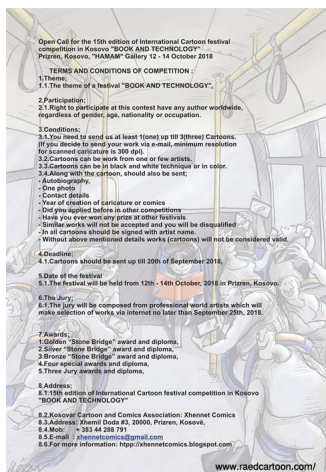 Open Call for the 15th edition of International Cartoon festival
competition in Kosovo "BOOK AND TECHNOLOGY"
Prizren, Kosovo, "HAMAM" Gallery 12 - 14 October 2018
TERMS AND CONDITIONS OF COMPETITION :
1.Theme;
1.1.The theme of a festival "BOOK AND TECHNOLOGY",
2.Participation;
2.1.Right to participate at this contest have any author worldwide,
regardless of gender, age, nationality or occupation.
3.Conditions;
3.1.You need to send us at least 1(one) up till 3(three) Cartoons.
(If you decide to send your work via e-mail, minimum resolution
for scanned caricature is 300 dpi).
3.2.Cartoons can be work from one or few artists.
3.3.Cartoons can be in black and white technique or in color.
3.4.Along with the cartoon, should also be sent;
- Autobiography,
- One photo
- Contact details
- Year of creation of caricature or comics
- Did you applied before in other competitions
- Have you ever won any prize at other festivals
- Similar works will not be accepted and you will be disqualified
- In all cartoons should be signed with artist name.
- Without above mentioned details works (cartoons) will not be considered valid.
4.Deadline;
4.1.Cartoons should be sent up till 20th of September 2018,
5.Date of the festival
5.1.The festival will be held from 12th - 14th October, 2018 in Prizren, Kosovo.
6.The Jury;
6.1.The jury will be composed from professional world artists which will
make selection of works via internet no later than September 25th, 2018.
7.Awards;
1.Golden "Stone Bridge" award and diploma,
2.Silver "Stone Bridge" award and diploma,
3.Bronze "Stone Bridge" award and diploma,
4.Four special awards and diploma,
5.Three Jury awards and diploma,
8.Address;
8.1.15th edition of International Cartoon festival competition in Kosovo
"BOOK AND TECHNOLOGY"
8.2.Kosovar Cartoon and Comics Association: Xhennet Comics
8.3.Address; Xhemil Doda #3, 20000, Prizren, Kosovë,
8.4.Mob; + 383 44 288 791
8.5.E-mail : xhennetcomics@gmail.com
8.6.For more information: htpp://xhennetcomics.blogspot.com
www.raedcartoon.com/